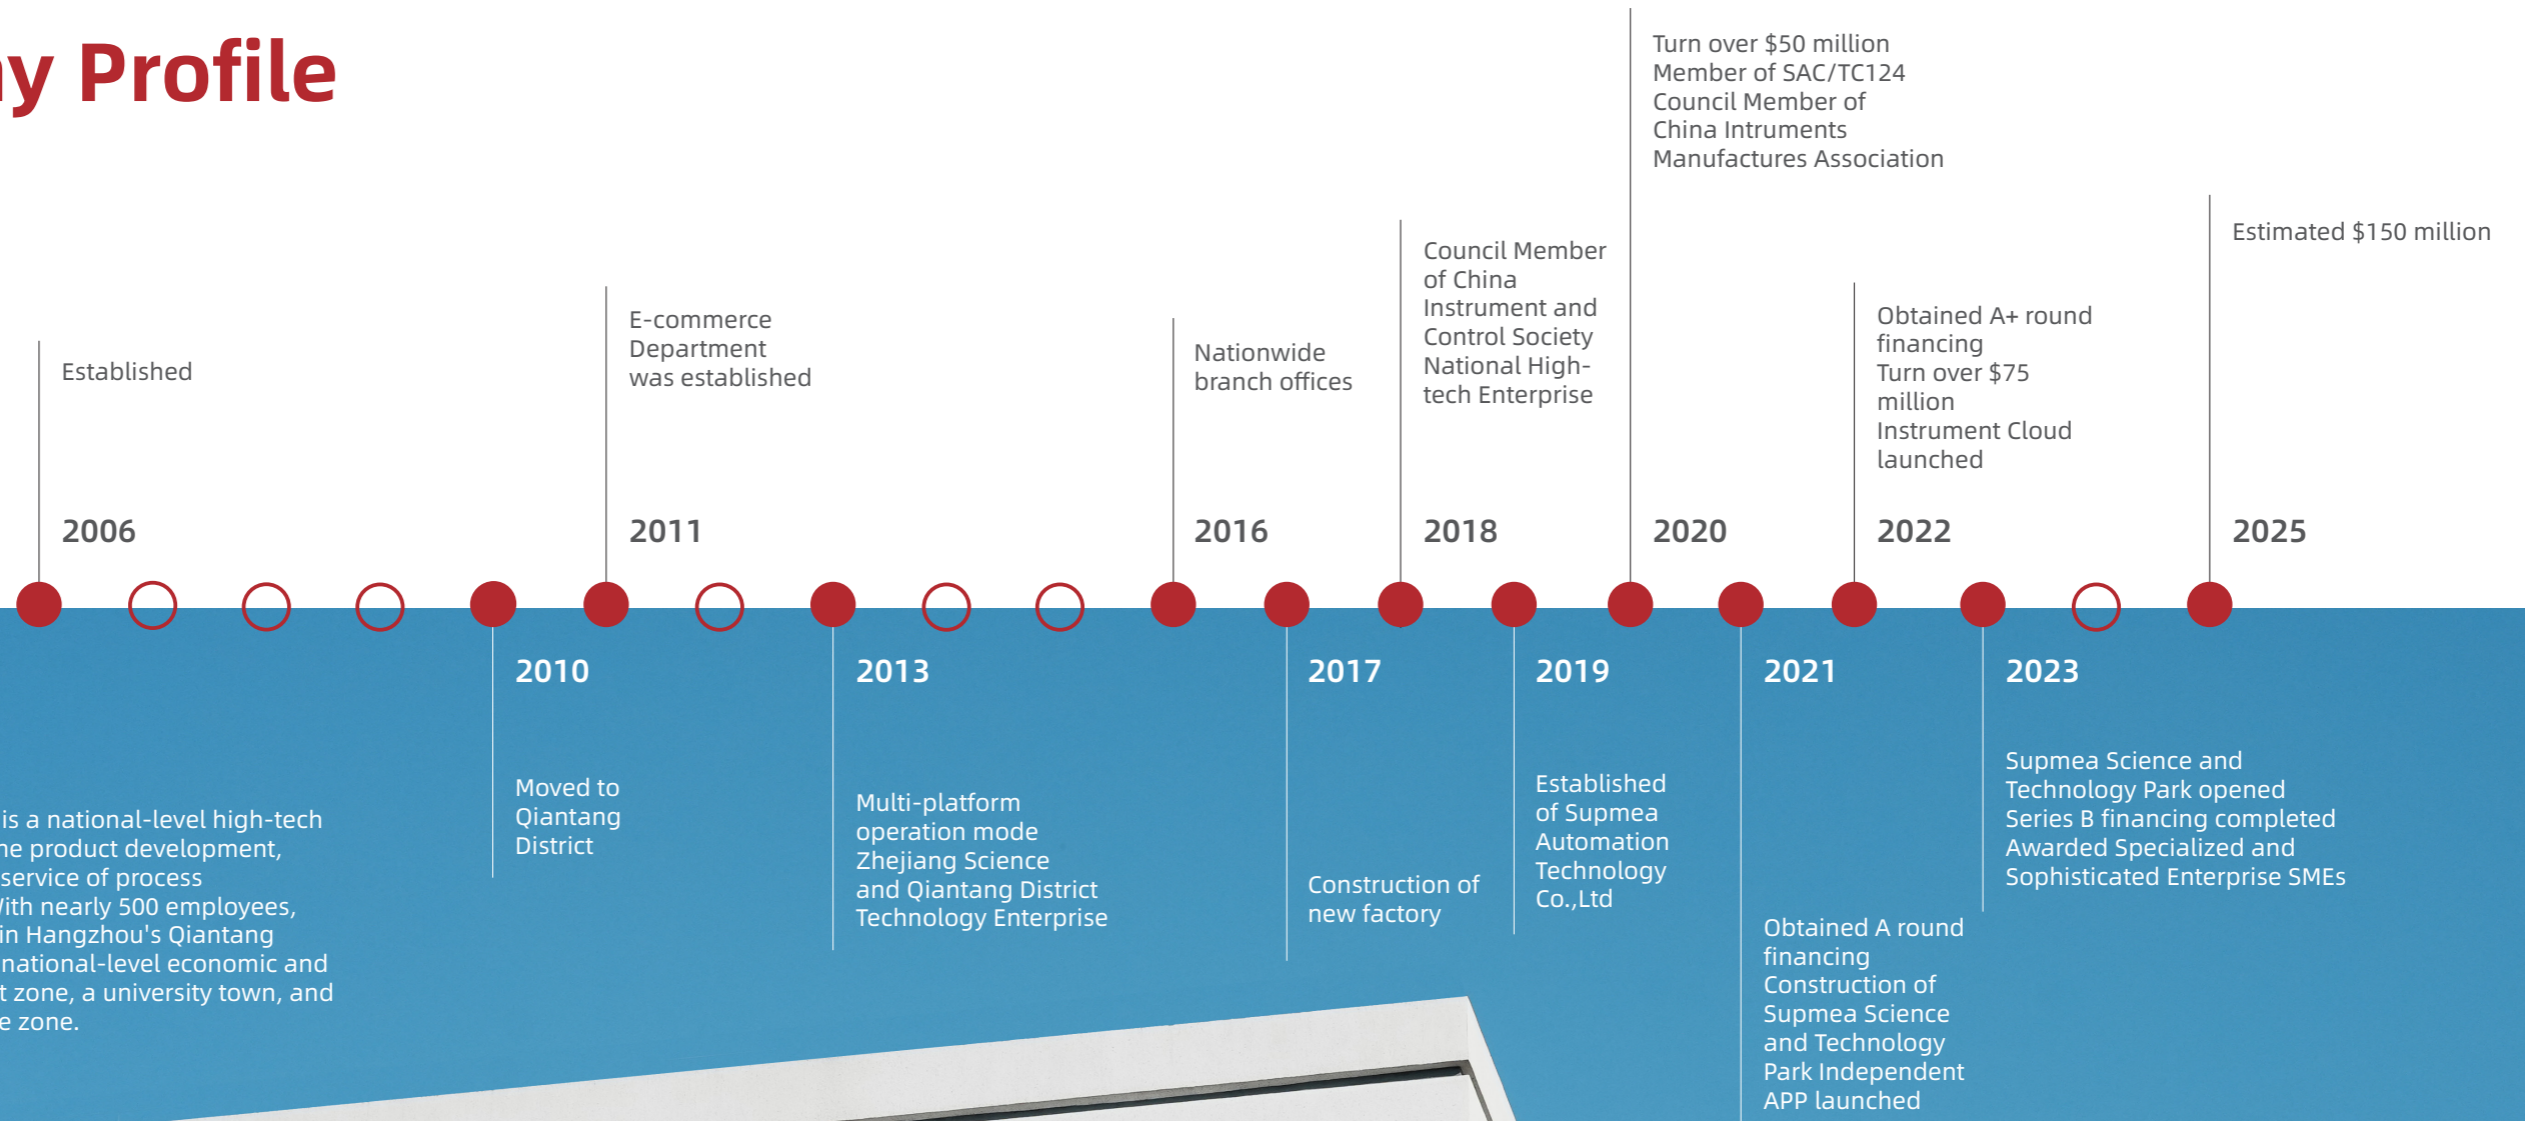 ny Profile
Turn over $50 million
Member of SAC/TC124
Council Member of
China Intruments
Manufactures Association
Estimated $150 million
Council Member
of China
Instrument and
Control Society
National High-
tech Enterprise
Obtained A+ round
financing
Turn over $75
million
Instrument Cloud
launched
E-commerce
Department
was established
Nationwide
branch offices
Established
2006
2011
2016
2018
2020
2022
2025
2010
2013
2017
2019
2021
2023
Moved to
Qiantang
District
Multi-platform
operation mode
Zhejiang Science
and Qiantang District
Technology Enterprise
Construction of
new factory
Established
of Supmea
Automation
Technology
Co.,Ltd
Obtained A round
financing
Construction of
Supmea Science
and Technology
Park Independent
APP launched
Supmea Science and
Technology Park opened
Series B financing completed
Awarded Specialized and
Sophisticated Enterprise SMEs
is a national-level high-tech
he product development,
service of process
With nearly 500 employees,
in Hangzhou's Qiantang
national-level economic and
t zone, a university town, and
e zone.